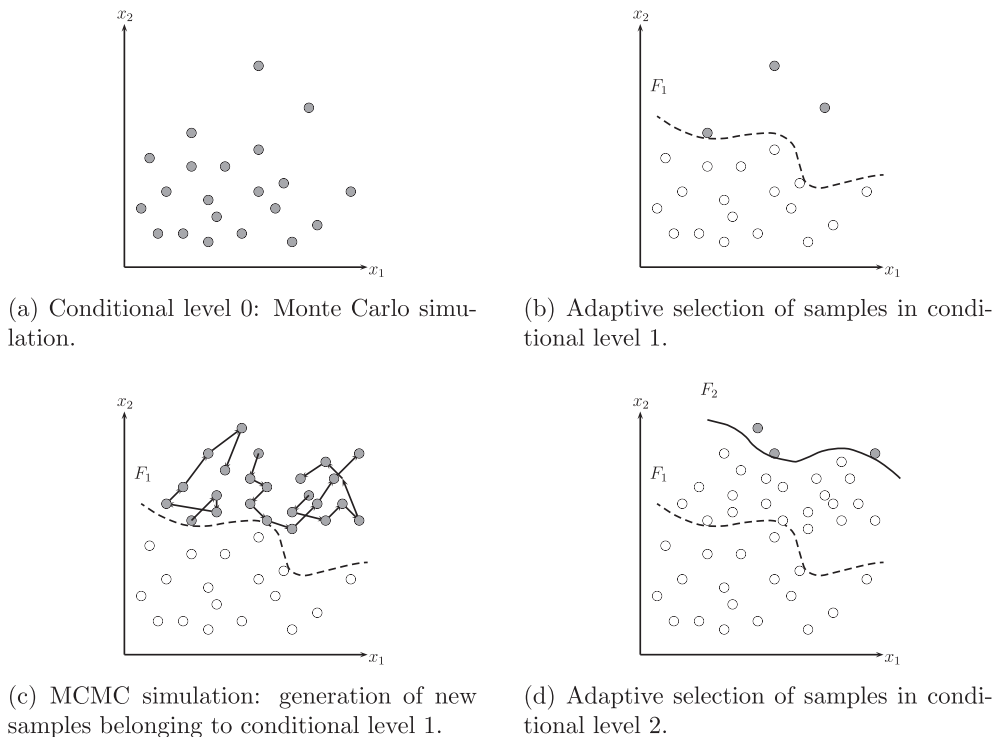 x2
x1
(a) Conditional level 0: Monte Carlo simu-
lation.
x2
F1
x1
(b) Adaptive selection of samples in condi-
tional level 1.
x2
F1
x1
(c) MCMC simulation: generation of new
samples belonging to conditional level 1.
F2
x2
F1
x1
(d) Adaptive selection of samples in condi-
tional level 2.